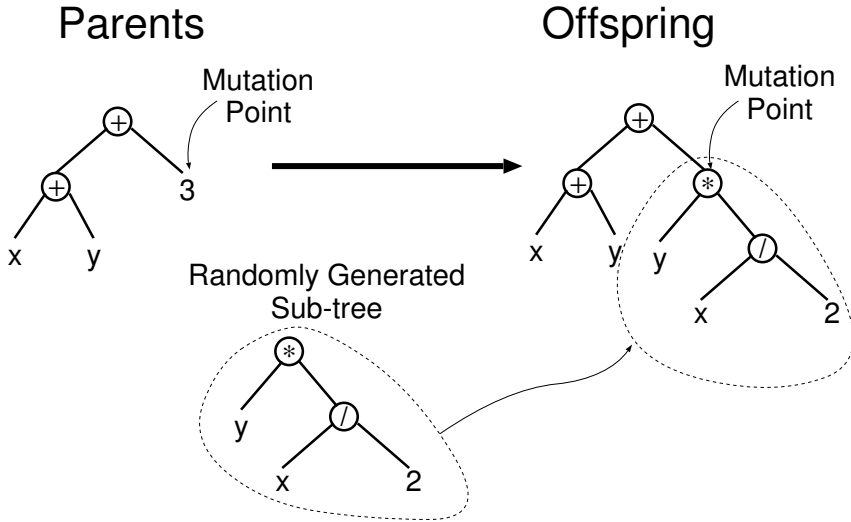 Parents
Offspring
Mutation
Point
Mutation
Point
+
+
+
3
+
*
x
y
x
y
y
/
x
2
Randomly Generated
Sub-tree
*
y
/
x
2